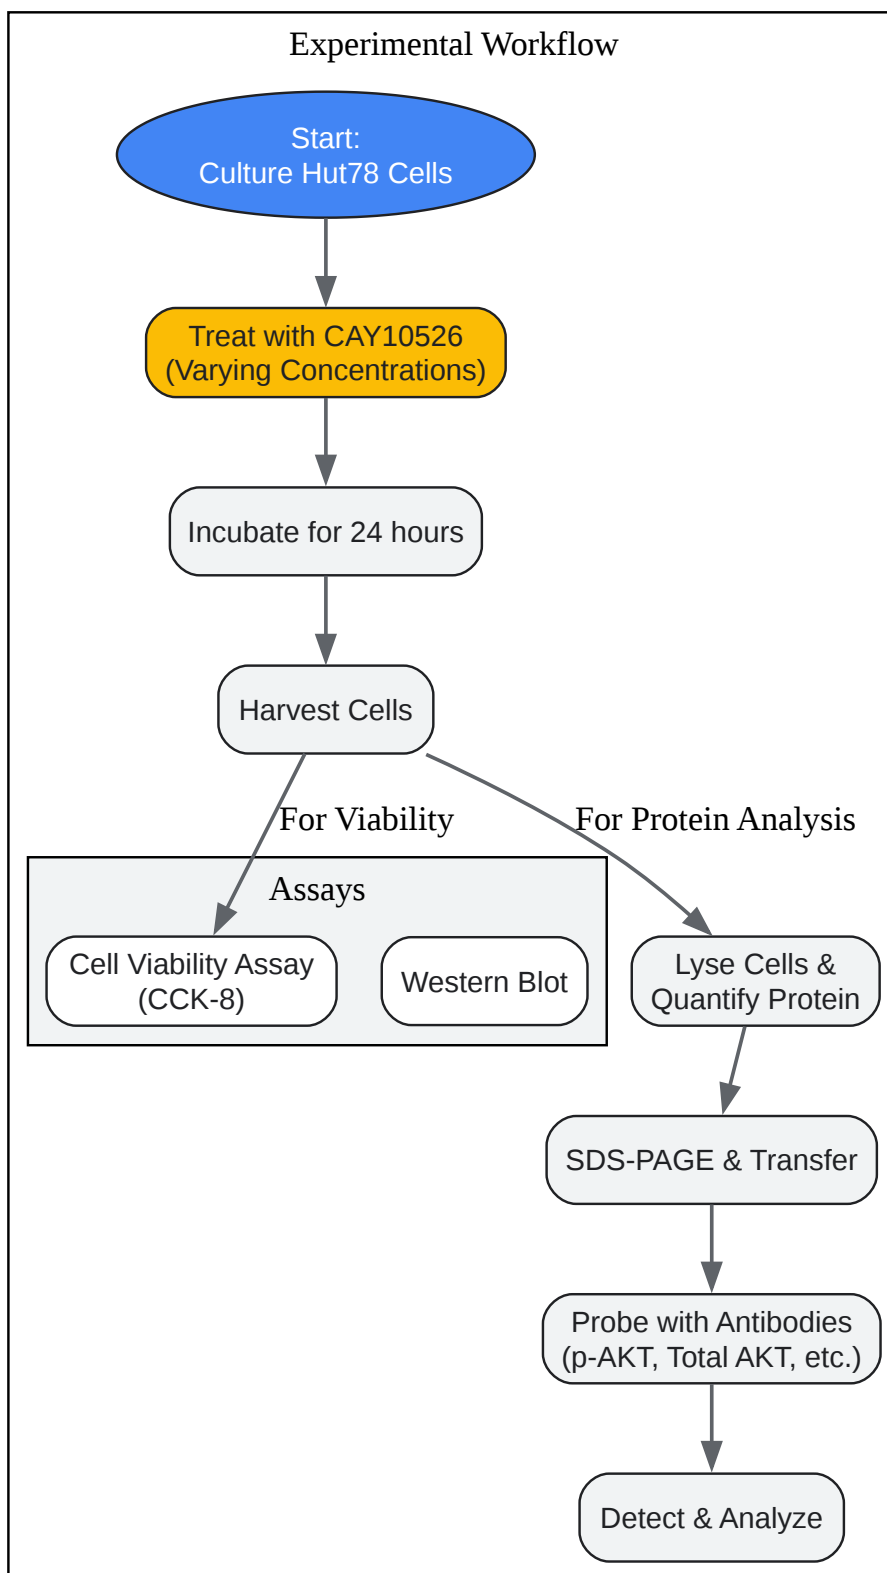 Experimental Workflow
Start:
Culture Hut78 Cells
Treat with CAY10526
(Varying Concentrations)
Incubate for 24 hours
Harvest Cells
For Viability
For Protein Analysis
Assays
Cell Viability Assay
(CCK-8)
Western Blot
Lyse Cells &
Quantify Protein
SDS-PAGE & Transfer
Probe with Antibodies
(p-AKT, Total AKT, etc.)
Detect & Analyze